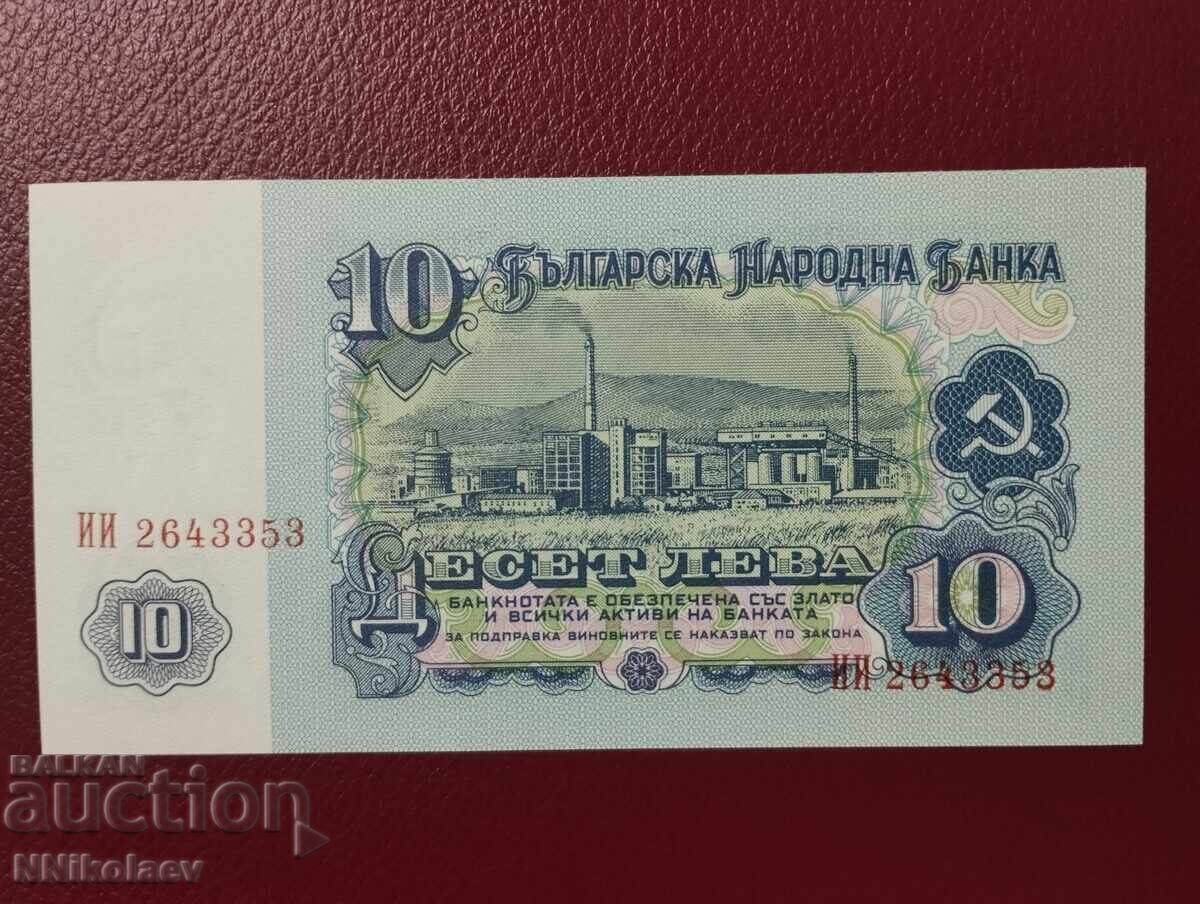 10 Българска Народна Банка
ИИ 2643353
Десет лева
БАНКНОТАТА Е ОБЕЗПЕЧЕНА СЪС ЗЛАТО
И ВСИЧКИ АКТИВИ НА БАНКАТА
ЗА ПОДПРАВКА ВИНОВНИТЕ СЕ НАКАЗВАТ ПО ЗАКОНА
10
10
ИИ 2643353
BALKAN
auction
NNikolaev